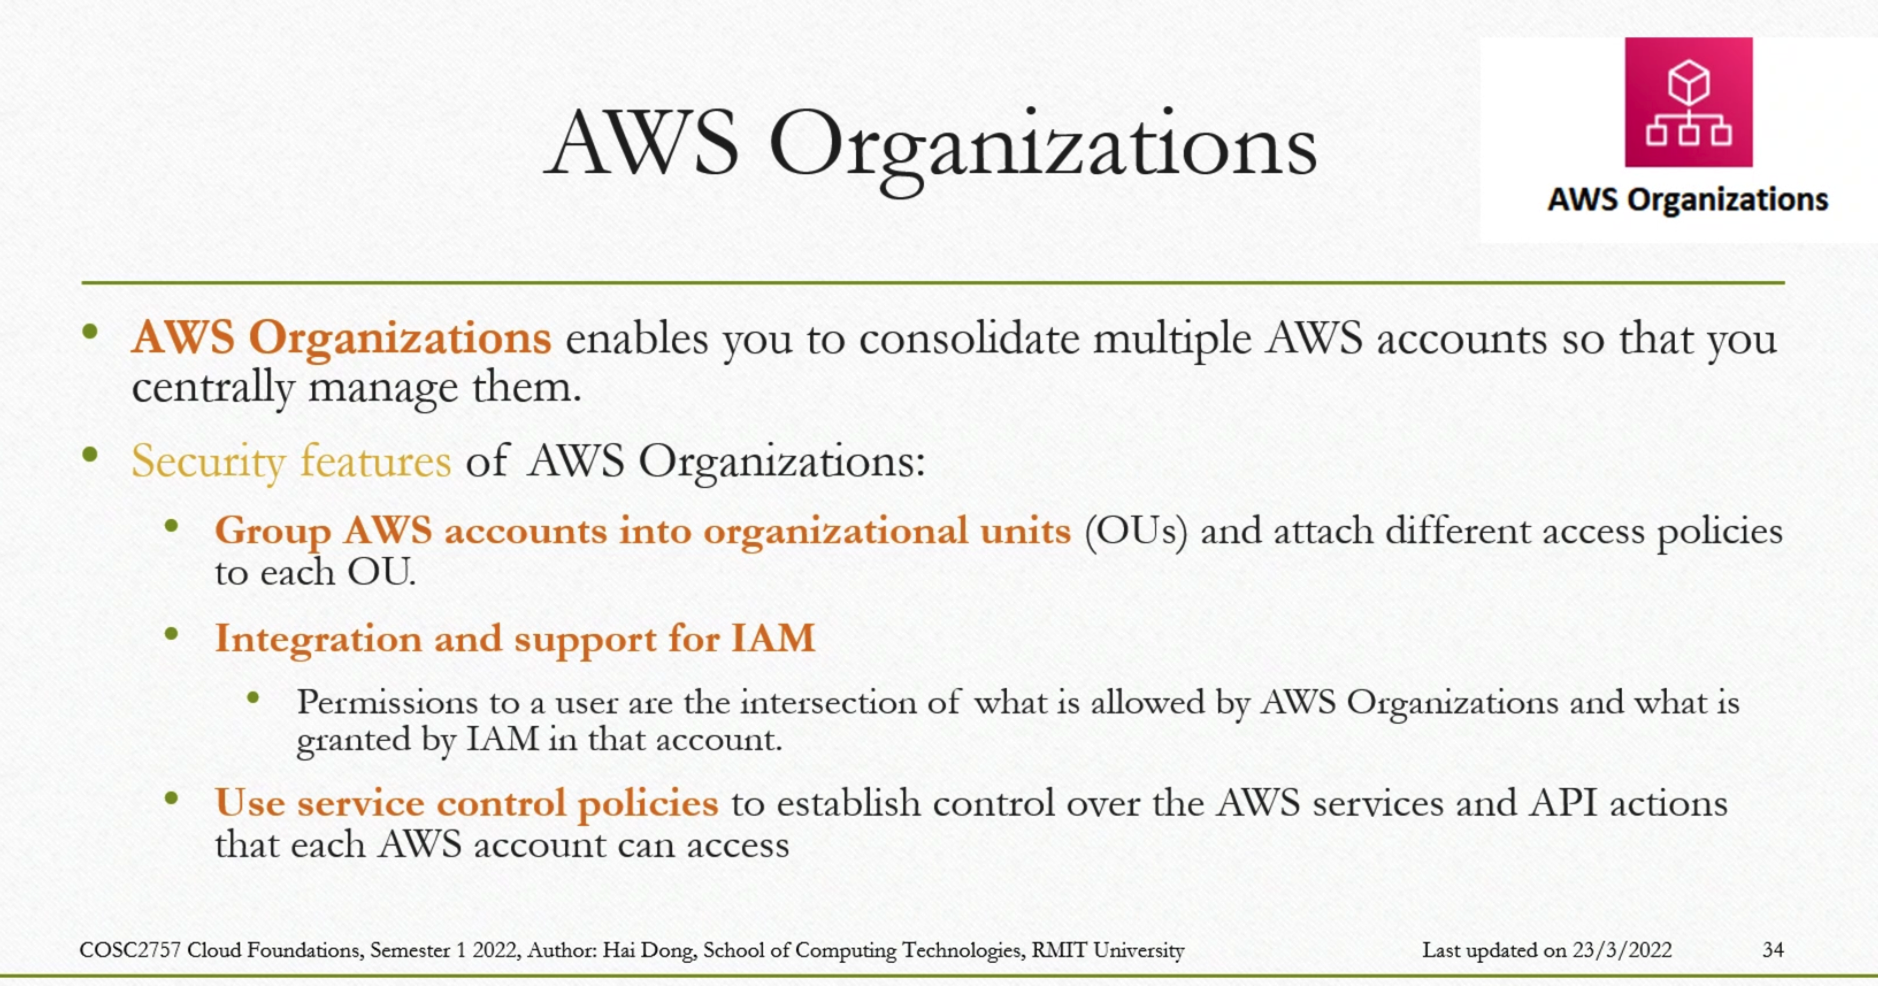 AWS Organizations
AWS Organizations
• AWS Organizations enables you to consolidate multiple AWS accounts so that you
centrally manage them.
• Security features of AWS Organizations:
• Group AWS accounts into organizational units (OUs) and attach different access policies
to each OU.
• Integration and support for IAM
• Permissions to a user are the intersection of what is allowed by AWS Organizations and what is
granted by IAM in that account.
• Use service control policies to establish control over the AWS services and API actions
that each AWS account can access
COSC2757 Cloud Foundations, Semester 1 2022, Author: Hai Dong, School of Computing Technologies, RMIT University
Last updated on 23/3/2022
34